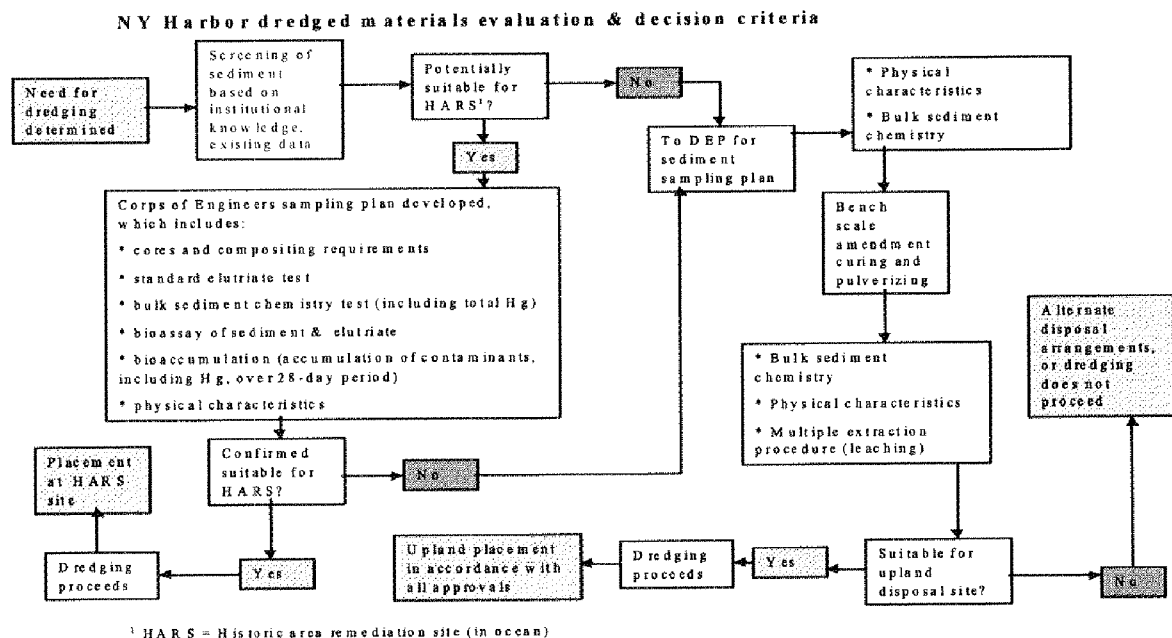 NY Harbor dredged materials evaluation & decision criteria
Need for
dredging
determined
Screening of
sediment
based on
institutional
knowledge,
existing data
Potentially
suitable for
HARS¹?
No
Yes
To DEP for
sediment
sampling plan
* Physical
characteristics
* Bulk sediment
chemistry
Corps of Engineers sampling plan developed,
which includes:
* cores and compositing requirements
* standard elutriate test
* bulk sediment chemistry test (including total Hg)
* bioassay of sediment & elutriate
* bioaccumulation (accumulation of contaminants,
including Hg, over 28-day period)
* physical characteristics
Bench
scale
amendment
curing and
pulverizing
* Bulk sediment
chemistry
* Physical characteristics
* Multiple extraction
procedure (leaching)
Alternate
disposal
arrangements,
or dredging
does not
proceed
Confirmed
suitable for
HARS?
No
Placement
at HARS
site
Dredging
proceeds
Yes
Upland placement
in accordance with
all approvals
Dredging
proceeds
Yes
Suitable for
upland
disposal site?
No
¹ HARS = Historic area remediation site (in ocean)